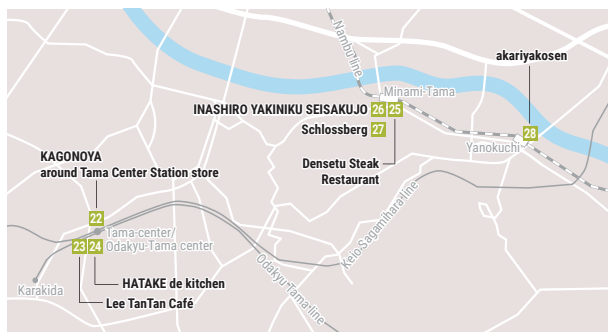 Nambu line
akariyakosen
Minami-Tama
INASHIRO YAKINIKU SEISAKUJO
26
25
Schlossberg
27
28
Yanokuchi
Densetu Steak
Restaurant
KAGONOYA
around Tama Center Station store
22
Tama-center/
Odakyu-Tama center
23
24
Keio Sagamihara line
Odakyu Tama line
Karakida
HATAKE de kitchen
Lee TanTan Café